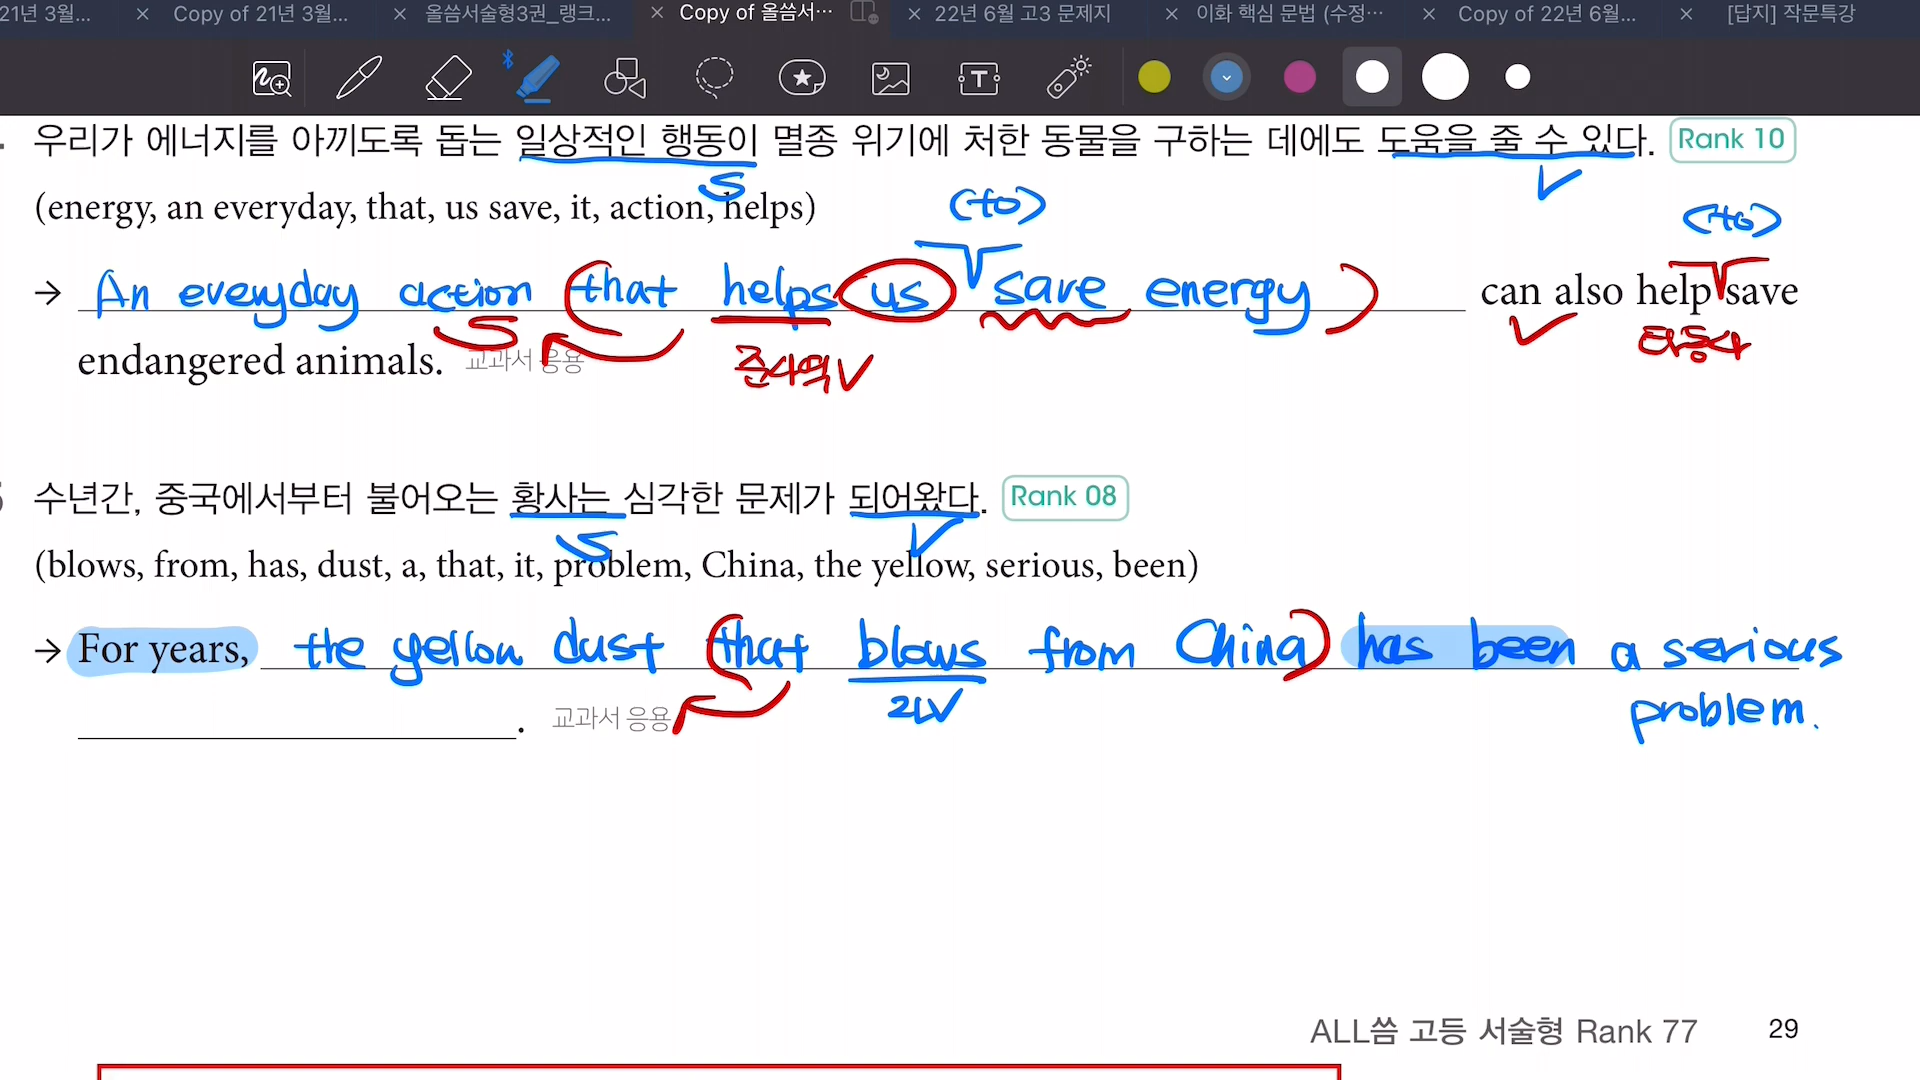 21년 3월... × Copy of 21년 3월... × 올씀서술형3권_랭크... × Copy of 올씀서... × 22년 6월 고3 문제지 × 이화 핵심 문법 (수정... × Copy of 22년 6월... × [답지] 작문특강
우리가 에너지를 아끼도록 돕는 일상적인 행동이 멸종 위기에 처한 동물을 구하는 데에도 도움을 줄 수 있다. Rank 10
S V
(energy, an everyday, that, us save, it, action, helps)
(to) (to)
→ An everyday action (that helps us save energy) can also help save
S 준사역V 타동사
endangered animals. 교과서 응용
수년간, 중국에서부터 불어오는 황사는 심각한 문제가 되어왔다. Rank 08
S V
(blows, from, has, dust, a, that, it, problem, China, the yellow, serious, been)
→ For years, the yellow dust (that blows from China) has been a serious
problem.
. 교과서 응용
ALL씀 고등 서술형 Rank 77 29